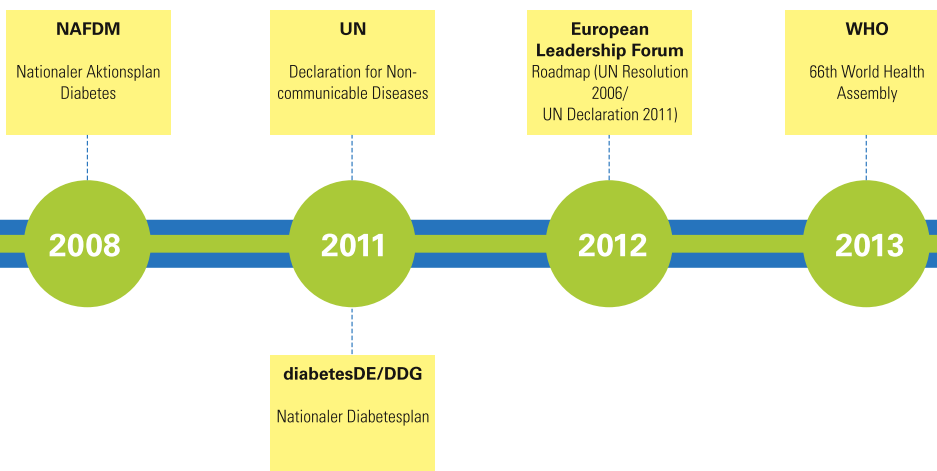 NAFDM
Nationaler Aktionsplan
Diabetes
UN
Declaration for Non-
communicable Diseases
European
Leadership Forum
Roadmap (UN Resolution
2006/
UN Declaration 2011)
WHO
66th World Health
Assembly
2008
2011
2012
2013
diabetesDE/DDG
Nationaler Diabetesplan